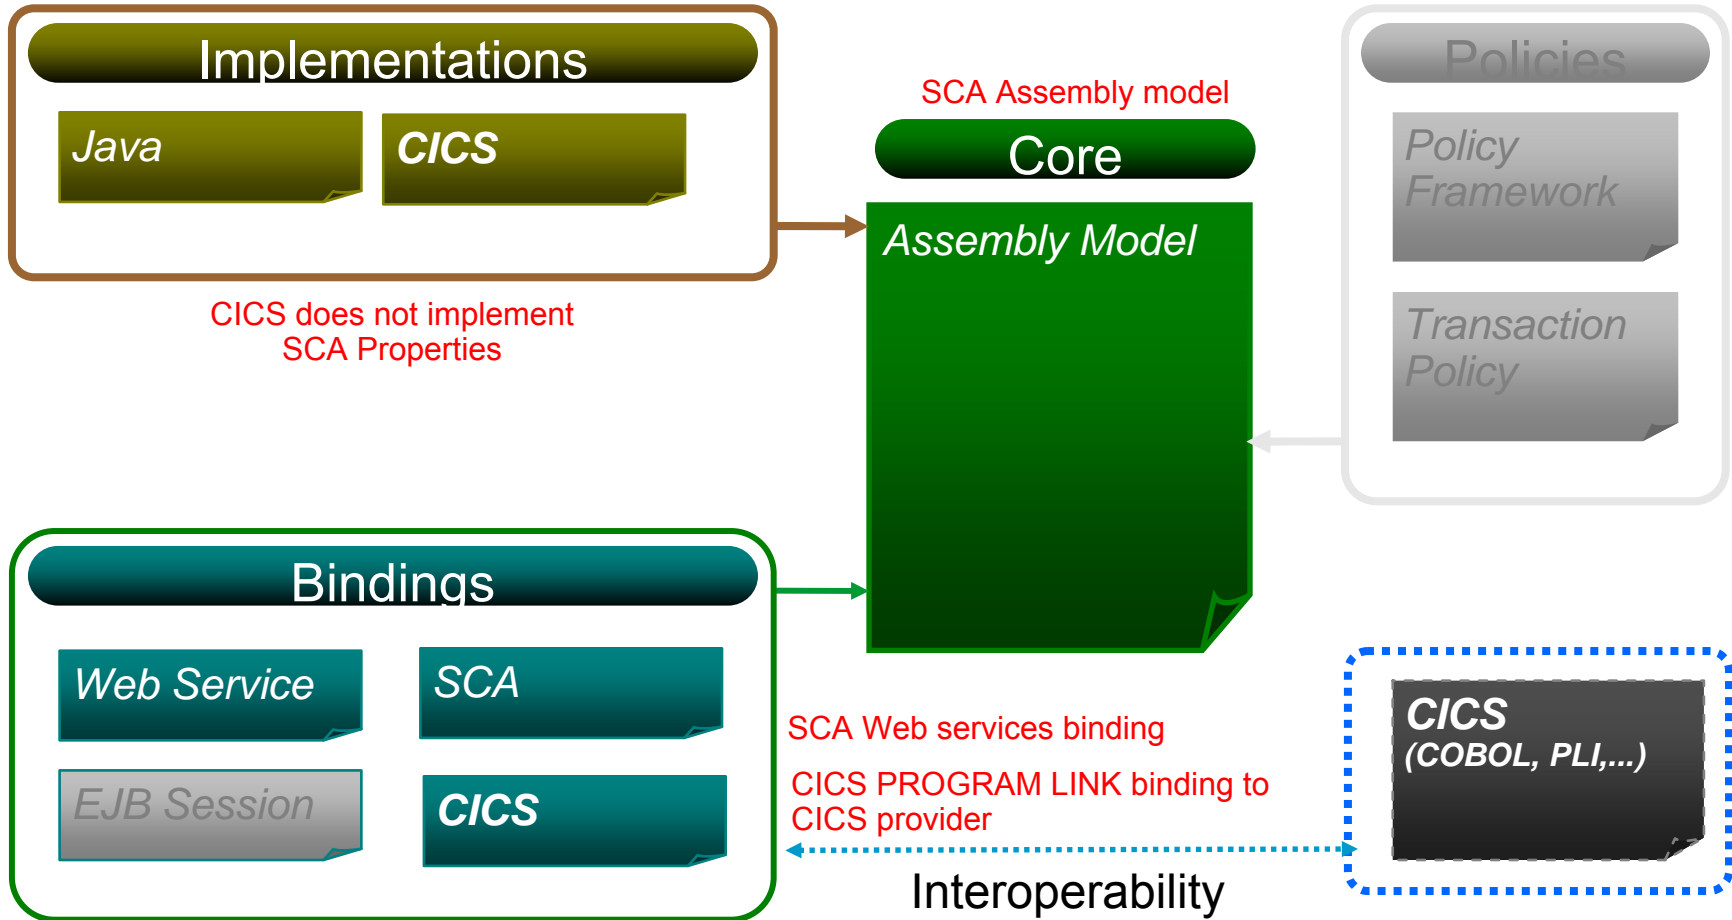 Implementations
Java
CICS
CICS does not implement
SCA Properties
SCA Assembly model
Core
Assembly Model
Policies
Policy
Framework
Transaction
Policy
Bindings
Web Service
SCA
EJB Session
CICS
SCA Web services binding
CICS PROGRAM LINK binding to
CICS provider
Interoperability
CICS
(COBOL, PLI,...)